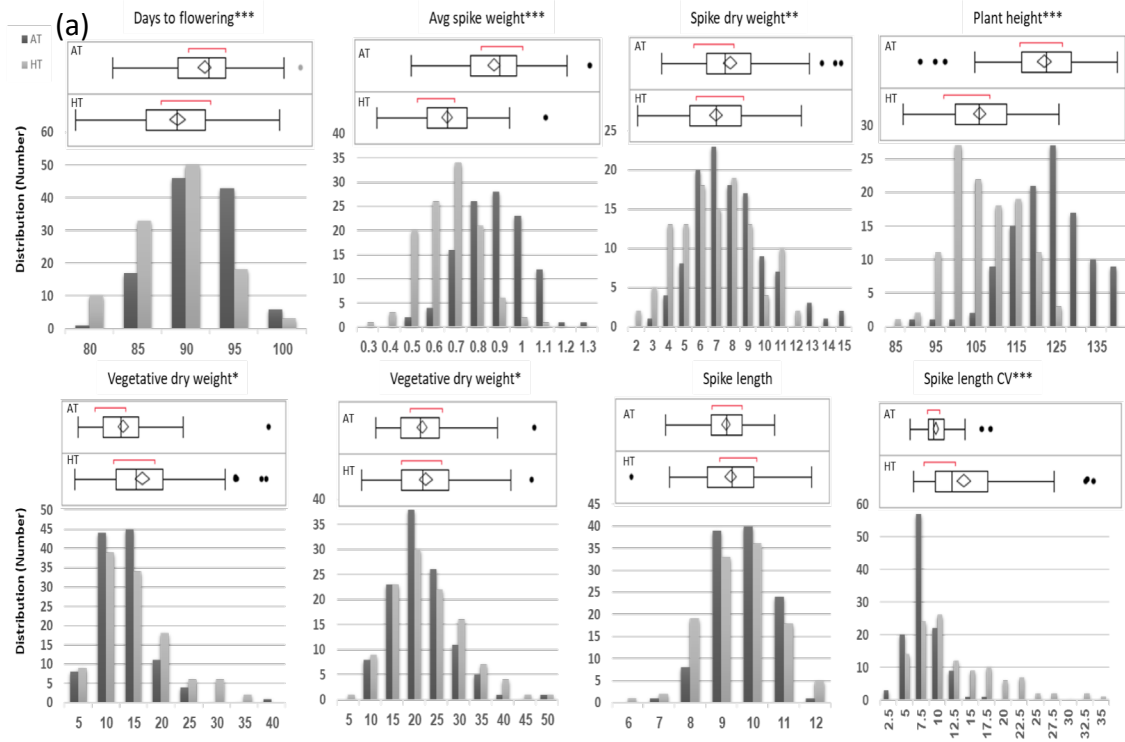 (a)
AT
HT
Distribution (Number)
Days to flowering***
AT
HT
60
50
40
30
20
10
0
80 85 90 95 100
Avg spike weight***
AT
HT
40
35
30
25
20
15
10
5
0
0.3 0.4 0.5 0.6 0.7 0.8 0.9 1 1.1 1.2 1.3
Spike dry weight**
AT
HT
25
20
15
10
5
0
2 3 4 5 6 7 8 9 10 11 12 13 14 15
Plant height***
AT
HT
30
25
20
15
10
5
0
85 95 105 115 125 135
Distribution (Number)
Vegetative dry weight*
AT
HT
50
45
40
35
30
25
20
15
10
5
0
5 10 15 20 25 30 35 40
Vegetative dry weight*
AT
HT
40
35
30
25
20
15
10
5
0
5 10 15 20 25 30 35 40 45 50
Spike length
AT
HT
45
40
35
30
25
20
15
10
5
0
6 7 8 9 10 11 12
Spike length CV***
AT
HT
60
50
40
30
20
10
0
2.5 5 7.5 10 12.5 15 17.5 20 22.5 25 27.5 30 32.5 35